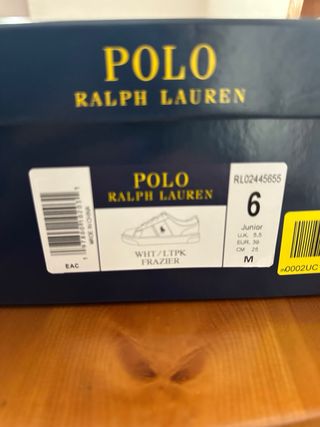 POLO
RALPH LAUREN
POLO
RALPH LAUREN
WHT/LTPK
FRAZIER
MADE IN CHINA
EAC
RL02445655
6
Junior
U.K. 5.5
EUR. 39
CM 25
M